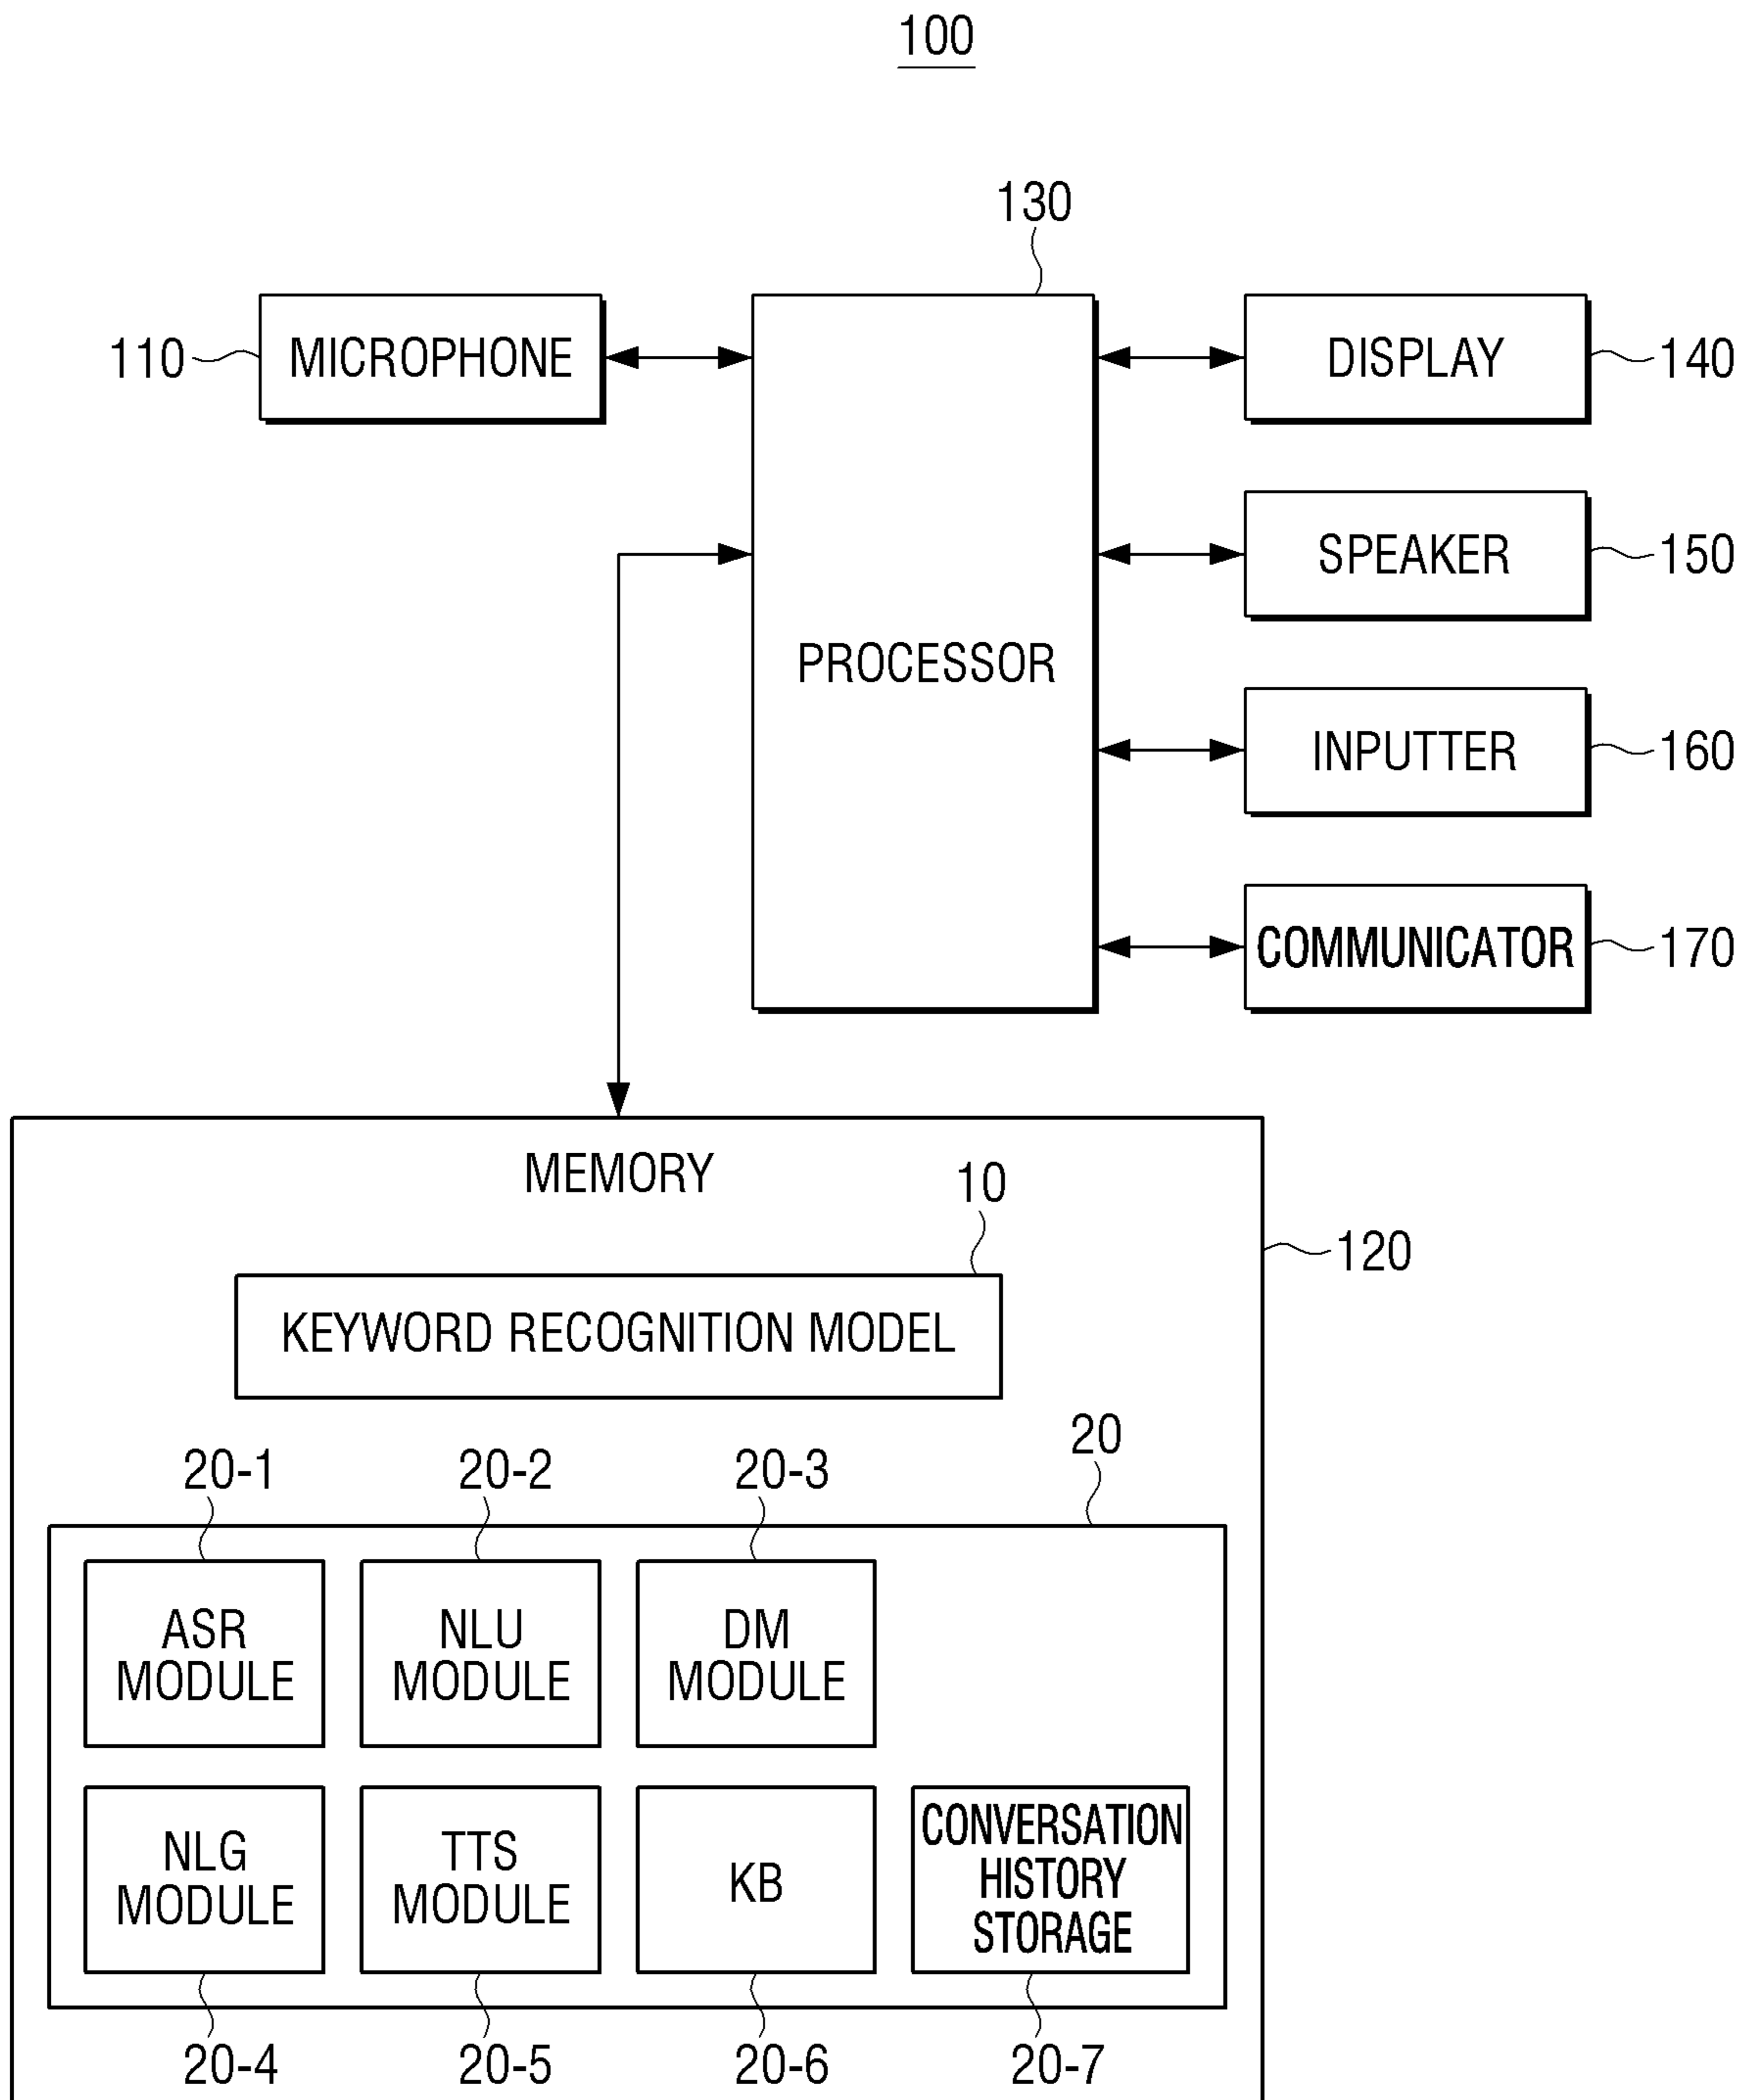 100
130
110
MICROPHONE
DISPLAY
140
SPEAKER
150
PROCESSOR
INPUTTER
160
COMMUNICATOR
170
MEMORY
10
120
KEYWORD RECOGNITION MODEL
20
20-1
20-2
20-3
ASR
MODULE
NLU
MODULE
DM
MODULE
NLG
MODULE
TTS
MODULE
KB
CONVERSATION
HISTORY
STORAGE
20-4
20-5
20-6
20-7